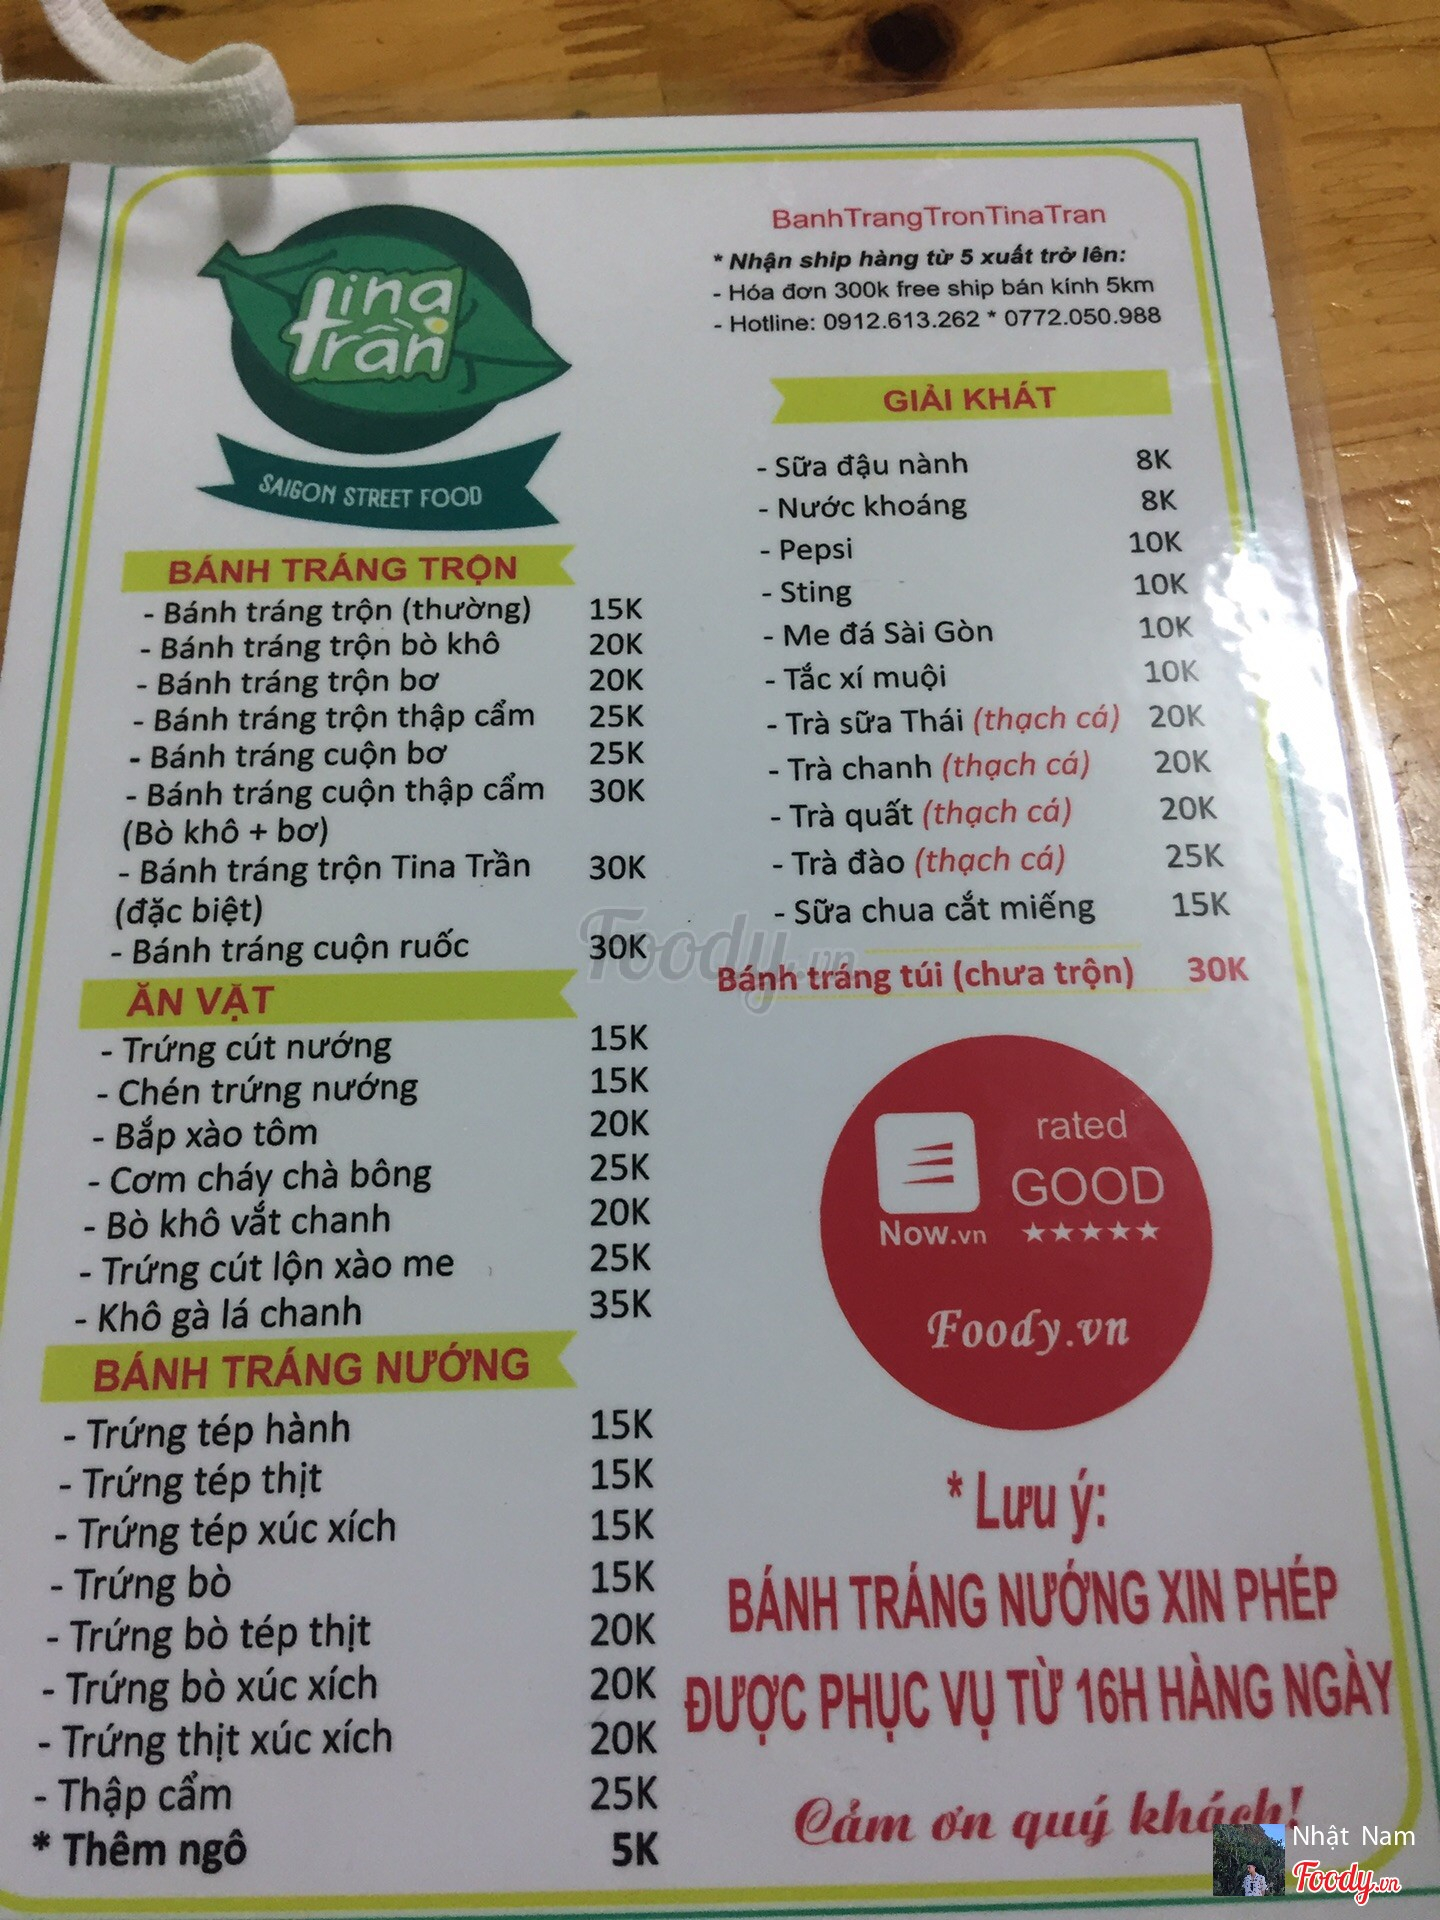 tina
trần
SAIGON STREET FOOD
BanhTrangTronTinaTran
* Nhận ship hàng từ 5 xuất trở lên:
- Hóa đơn 300k free ship bán kính 5km
- Hotline: 0912.613.262 * 0772.050.988
BÁNH TRÁNG TRỘN
- Bánh tráng trộn (thường) 15K
- Bánh tráng trộn bò khô 20K
- Bánh tráng trộn bơ 20K
- Bánh tráng trộn thập cẩm 25K
- Bánh tráng cuộn bơ 25K
- Bánh tráng cuộn thập cẩm 30K
(Bò khô + bơ)
- Bánh tráng trộn Tina Trần 30K
(đặc biệt)
- Bánh tráng cuộn ruốc 30K
ĂN VẶT
- Trứng cút nướng 15K
- Chén trứng nướng 15K
- Bắp xào tôm 20K
- Cơm cháy chà bông 25K
- Bò khô vắt chanh 20K
- Trứng cút lộn xào me 25K
- Khô gà lá chanh 35K
BÁNH TRÁNG NƯỚNG
- Trứng tép hành 15K
- Trứng tép thịt 15K
- Trứng tép xúc xích 15K
- Trứng bò 15K
- Trứng bò tép thịt 20K
- Trứng bò xúc xích 20K
- Trứng thịt xúc xích 20K
- Thập cẩm 25K
* Thêm ngô 5K
GIẢI KHÁT
- Sữa đậu nành 8K
- Nước khoáng 8K
- Pepsi 10K
- Sting 10K
- Me đá Sài Gòn 10K
- Tắc xí muội 10K
- Trà sữa Thái (thạch cá) 20K
- Trà chanh (thạch cá) 20K
- Trà quất (thạch cá) 20K
- Trà đào (thạch cá) 25K
- Sữa chua cắt miếng 15K
Bánh tráng túi (chưa trộn) 30K
Foody.vn
rated
GOOD
Now.vn
Foody.vn
* Lưu ý:
BÁNH TRÁNG NƯỚNG XIN PHÉP
ĐƯỢC PHỤC VỤ TỪ 16H HÀNG NGÀY
Cảm ơn quý khách!
Nhật Nam
Foody.vn